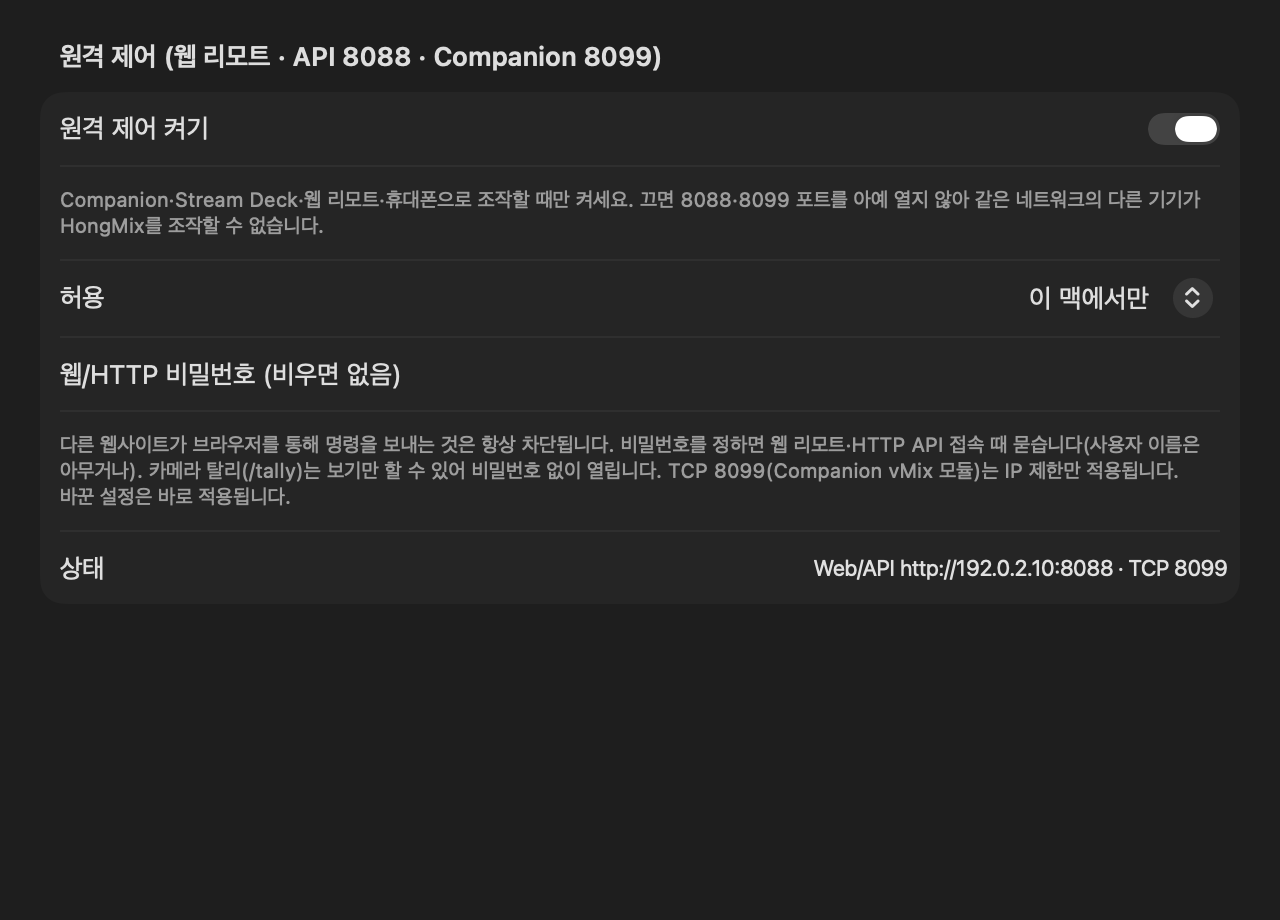 원격 제어 (웹 리모트 · API 8088 · Companion 8099)
원격 제어 켜기
Companion·Stream Deck·웹 리모트·휴대폰으로 조작할 때만 켜세요. 끄면 8088·8099 포트를 아예 열지 않아 같은 네트워크의 다른 기기가
HongMix를 조작할 수 없습니다.
허용
이 맥에서만
웹/HTTP 비밀번호 (비우면 없음)
다른 웹사이트가 브라우저를 통해 명령을 보내는 것은 항상 차단됩니다. 비밀번호를 정하면 웹 리모트·HTTP API 접속 때 묻습니다(사용자 이름은
아무거나). 카메라 탈리(/tally)는 보기만 할 수 있어 비밀번호 없이 열립니다. TCP 8099(Companion vMix 모듈)는 IP 제한만 적용됩니다.
바꾼 설정은 바로 적용됩니다.
상태
Web/API http://192.0.2.10:8088 · TCP 8099